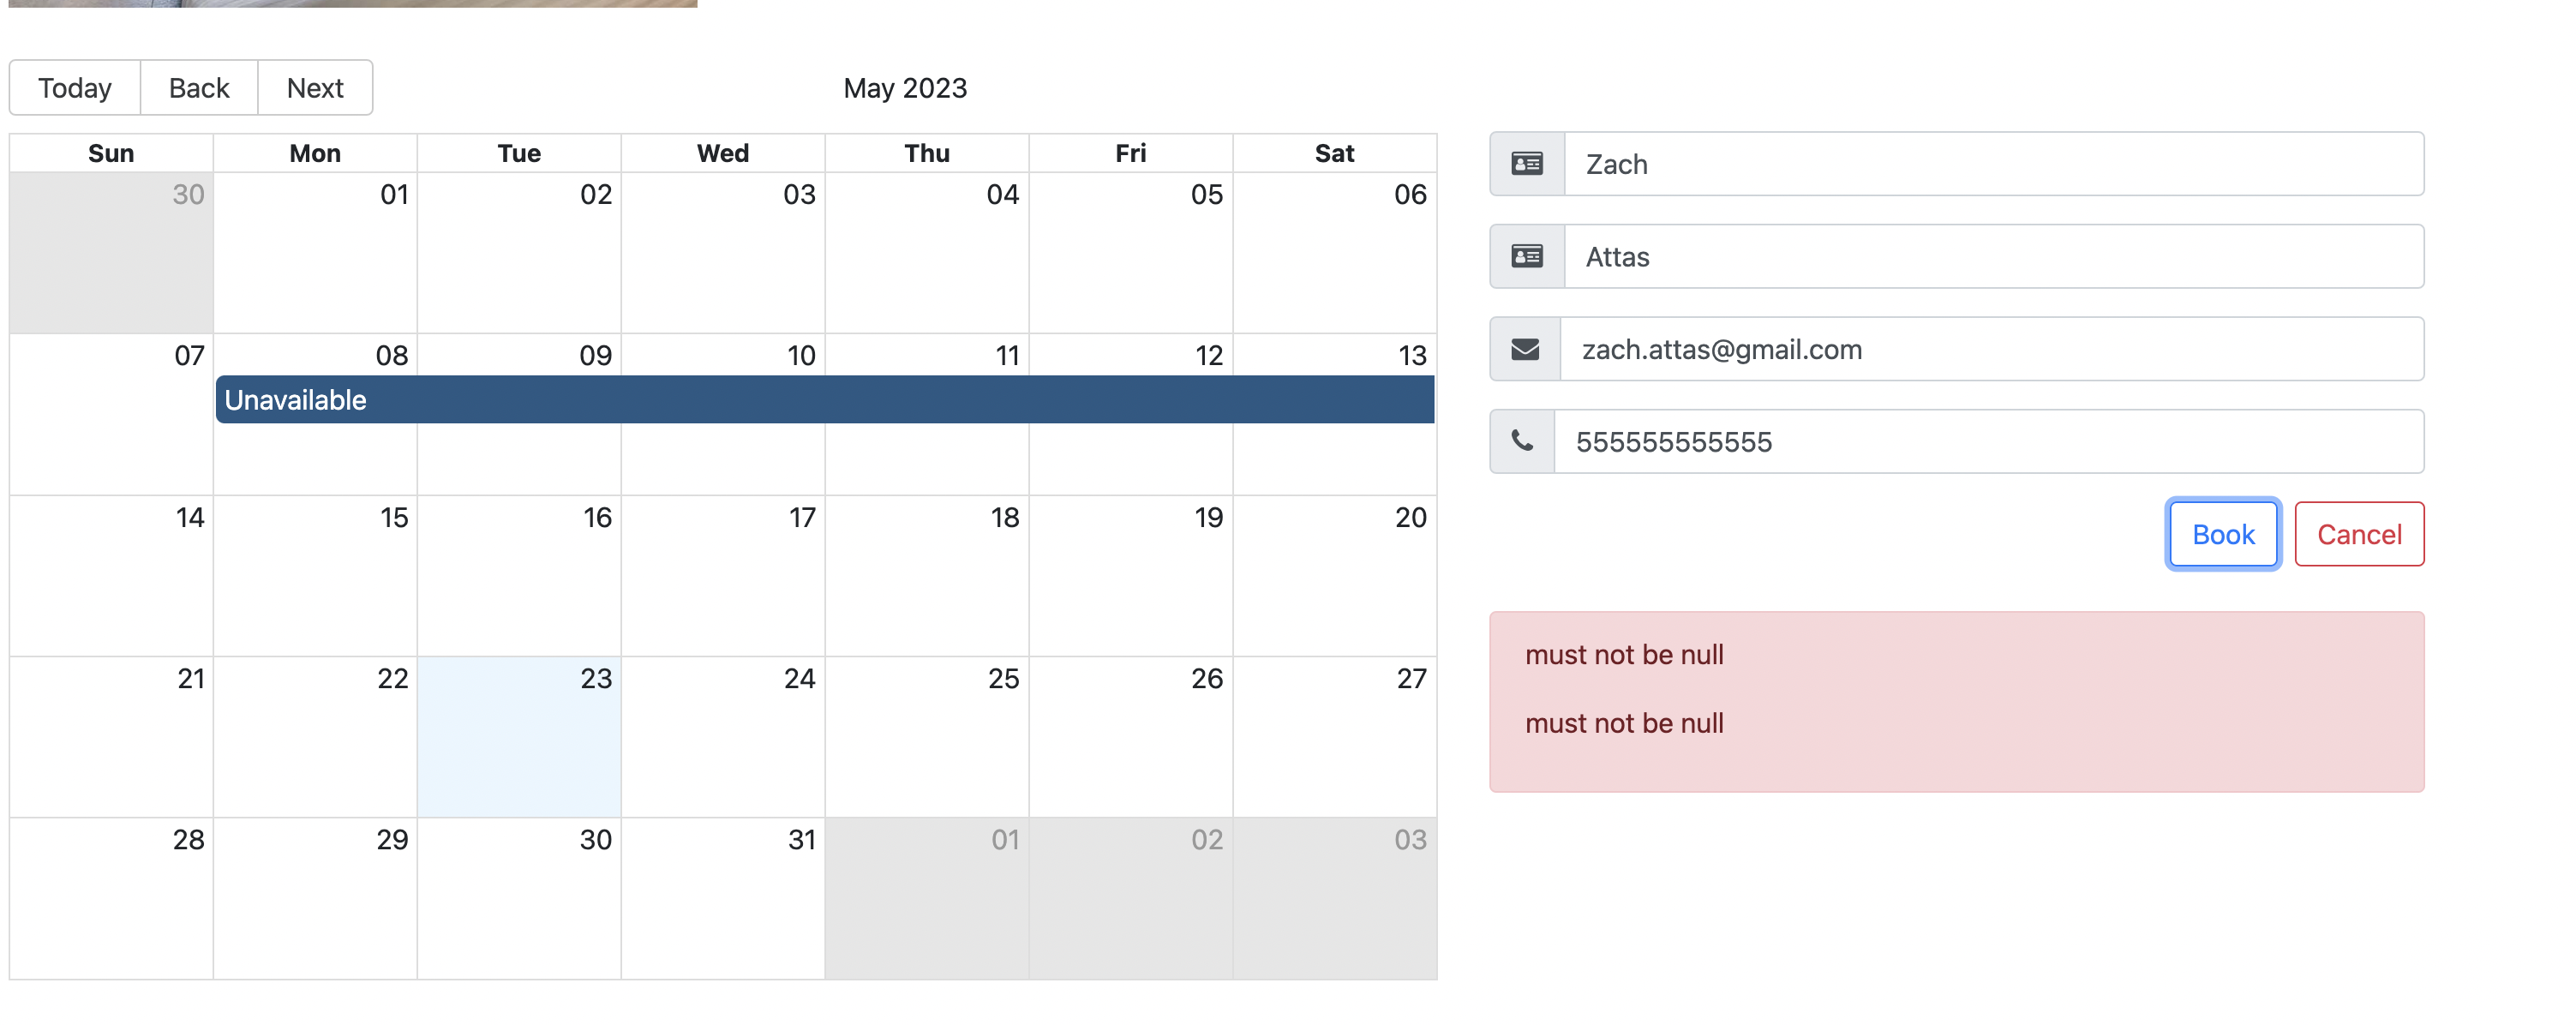 Today Back Next May 2023
Sun Mon Tue Wed Thu Fri Sat
30 01 02 03 04 05 06
07 08 09 10 11 12 13
Unavailable
14 15 16 17 18 19 20
21 22 23 24 25 26 27
28 29 30 31 01 02 03
Zach
Attas
zach.attas@gmail.com
555555555555
Book Cancel
must not be null
must not be null